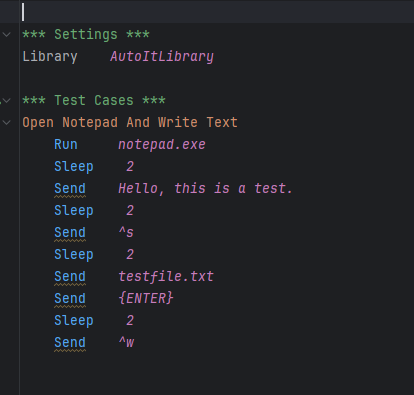 *** Settings ***
Library    AutoItLibrary
*** Test Cases ***
Open Notepad And Write Text
    Run     notepad.exe
    Sleep    2
    Send    Hello, this is a test.
    Sleep    2
    Send    ^s
    Sleep    2
    Send    testfile.txt
    Send    {ENTER}
    Sleep    2
    Send    ^w